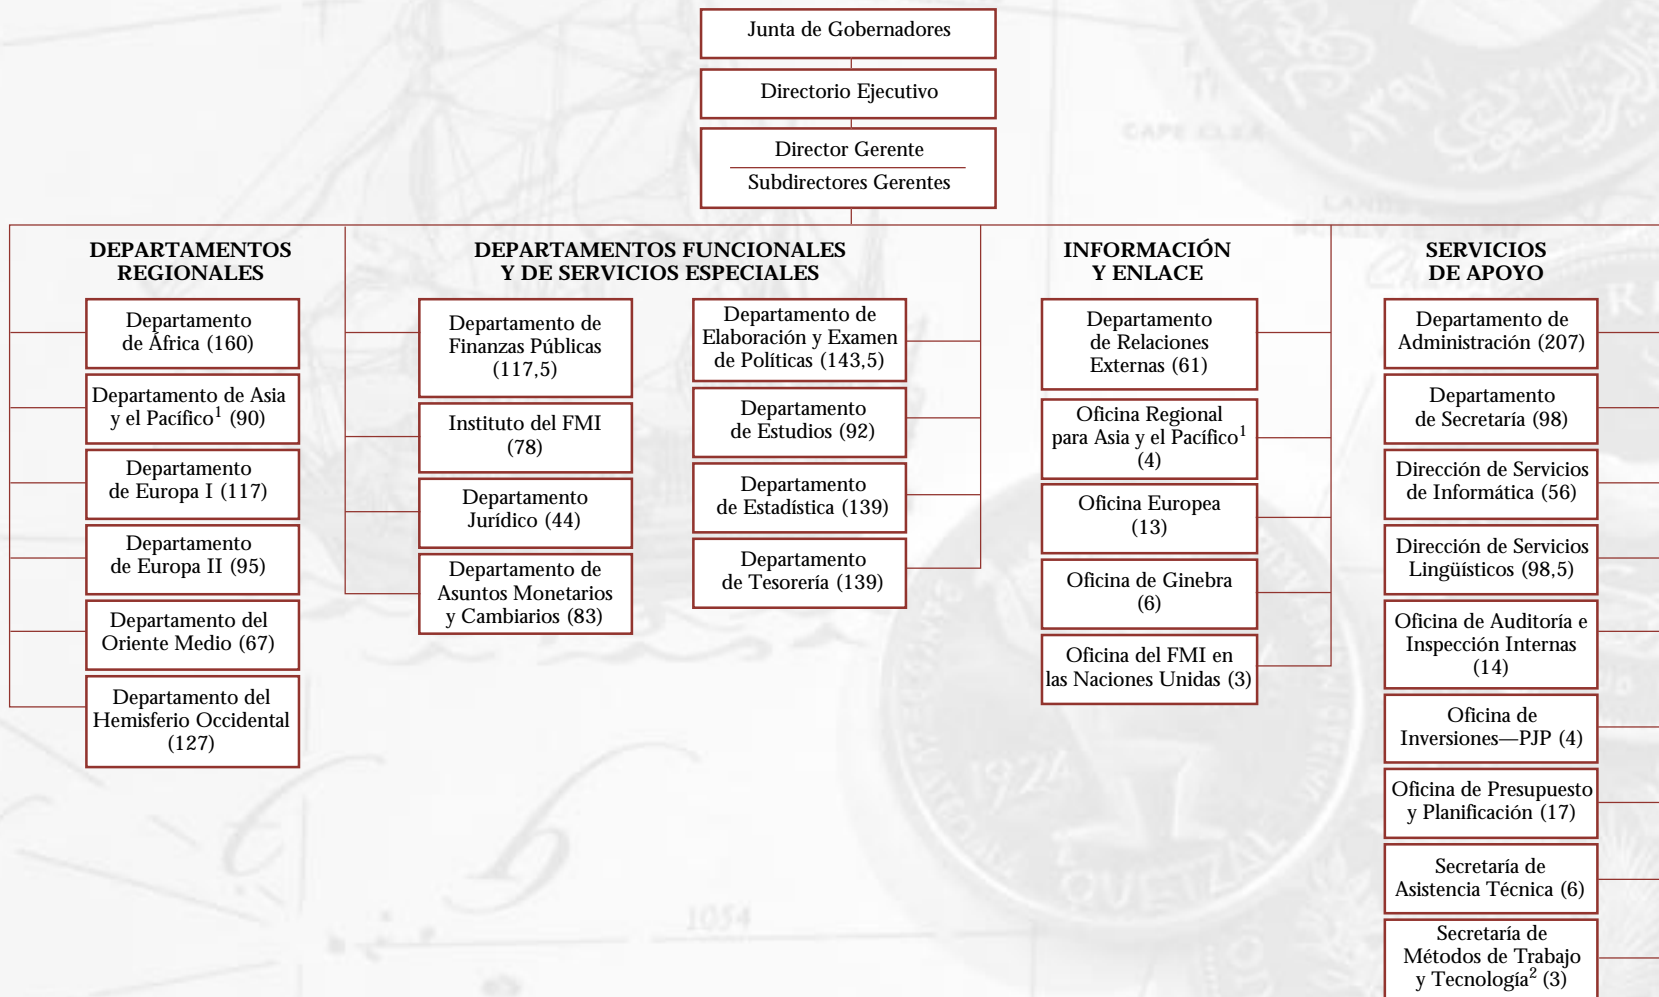 Junta de Gobernadores
Directorio Ejecutivo
Director Gerente
Subdirectores Gerentes
DEPARTAMENTOS
REGIONALES
Departamento
de África (160)
Departamento de Asia
y el Pacífico¹ (90)
Departamento
de Europa I (117)
Departamento
de Europa II (95)
Departamento del
Oriente Medio (67)
Departamento del
Hemisferio Occidental
(127)
DEPARTAMENTOS FUNCIONALES
Y DE SERVICIOS ESPECIALES
Departamento de
Finanzas Públicas
(117,5)
Instituto del FMI
(78)
Departamento
Jurídico (44)
Departamento de
Asuntos Monetarios
y Cambiarios (83)
Departamento de
Elaboración y Examen
de Políticas (143,5)
Departamento
de Estudios (92)
Departamento
de Estadística (139)
Departamento
de Tesorería (139)
INFORMACIÓN
Y ENLACE
Departamento
de Relaciones
Externas (61)
Oficina Regional
para Asia y el Pacífico¹
(4)
Oficina Europea
(13)
Oficina de Ginebra
(6)
Oficina del FMI en
las Naciones Unidas (3)
SERVICIOS
DE APOYO
Departamento de
Administración (207)
Departamento
de Secretaría (98)
Dirección de Servicios
de Informática (56)
Dirección de Servicios
Lingüísticos (98,5)
Oficina de Auditoría e
Inspección Internas
(14)
Oficina de
Inversiones—PJP (4)
Oficina de Presupuesto
y Planificación (17)
Secretaría de
Asistencia Técnica (6)
Secretaría de
Métodos de Trabajo
y Tecnología² (3)
1924
QUETZAL
1054